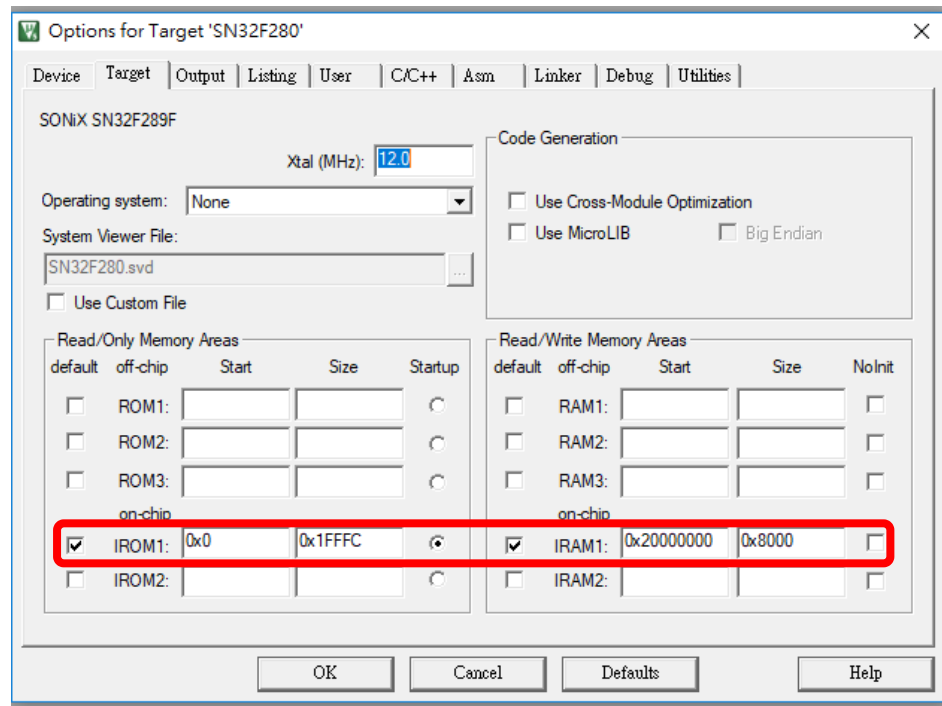 Options for Target 'SN32F280'
Device Target Output Listing User C/C++ Asm Linker Debug Utilities
SONiX SN32F289F
Xtal (MHz): 12.0
Operating system: None
System Viewer File:
SN32F280.svd ...
Use Custom File
Code Generation
Use Cross-Module Optimization
Use MicroLIB Big Endian
Read/Only Memory Areas
default off-chip Start Size Startup
ROM1:
ROM2:
ROM3:
on-chip
IROM1: 0x0 0x1FFFC
IROM2:
Read/Write Memory Areas
default off-chip Start Size NoInit
RAM1:
RAM2:
RAM3:
on-chip
IRAM1: 0x20000000 0x8000
IRAM2:
OK Cancel Defaults Help